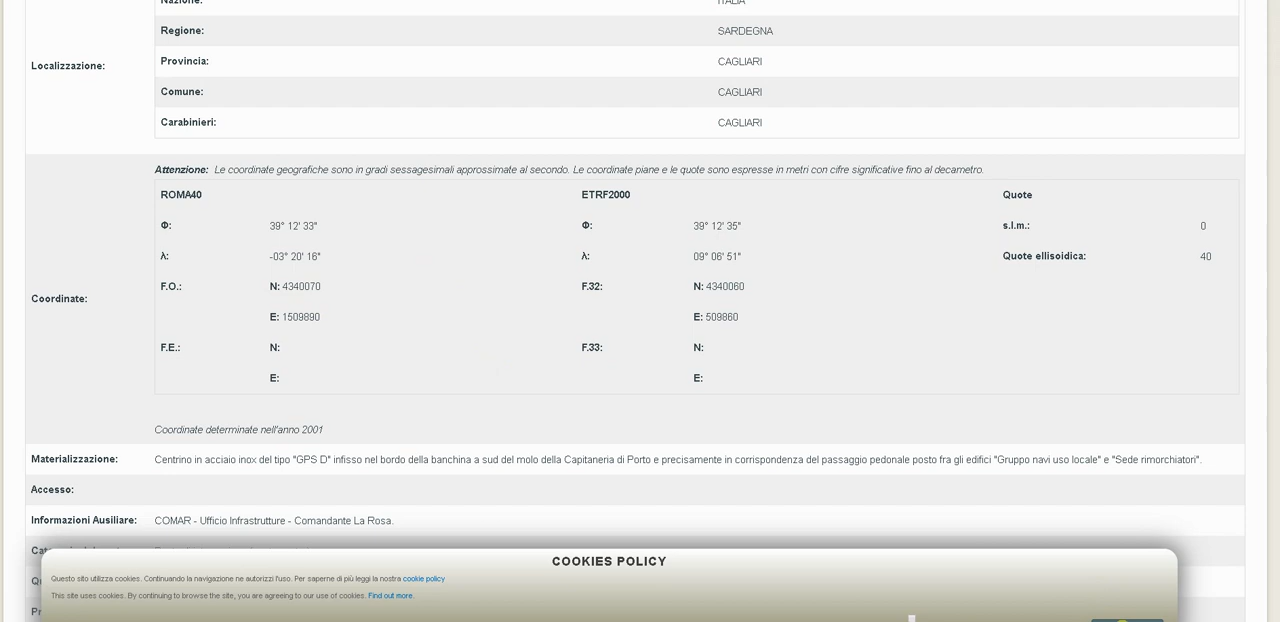 Nazione: ITALIA
Regione: SARDEGNA
Localizzazione:
Provincia: CAGLIARI
Comune: CAGLIARI
Carabinieri: CAGLIARI
Attenzione: Le coordinate geografiche sono in gradi sessagesimali approssimate al secondo. Le coordinate piane e le quote sono espresse in metri con cifre significative fino al decametro.
ROMA40 ETRF2000 Quote
Φ: 39° 12' 33" Φ: 39° 12' 35" s.l.m.: 0
λ: -03° 20' 16" λ: 09° 06' 51" Quote ellisoidica: 40
F.O.: N: 4340070 F.32: N: 4340060
Coordinate:
E: 1509890 E: 509860
F.E.: N: F.33: N:
E: E:
Coordinate determinate nell'anno 2001
Materializzazione: Centrino in acciaio inox del tipo "GPS D" infisso nel bordo della banchina a sud del molo della Capitaneria di Porto e precisamente in corrispondenza del passaggio pedonale posto fra gli edifici "Gruppo navi uso locale" e "Sede rimorchiatori".
Accesso:
Informazioni Ausiliare: COMAR - Ufficio Infrastrutture - Comandante La Rosa.
COOKIES POLICY
Questo sito utilizza cookies. Continuando la navigazione ne autorizzi l'uso. Per saperne di più leggi la nostra cookie policy
This site uses cookies. By continuing to browse the site, you are agreeing to our use of cookies. Find out more.